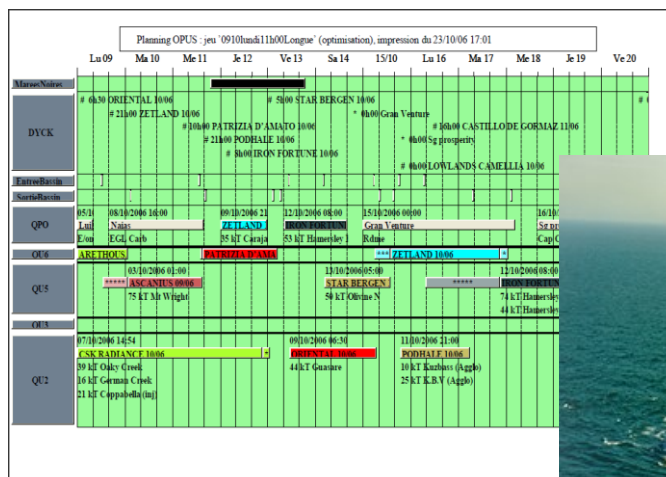 Planning OPUS : jeu '0910lundi11h00Longue' (optimisation), impression du 23/10/06 17:01
Lu 09 Ma 10 Me 11 Je 12 Ve 13 Sa 14 15/10 Lu 16 Ma 17 Me 18 Je 19 Ve 20
MareesNoires
DYCK
# 6h30 ORIENTAL 10/06 * 5h00 STAR BERGEN 10/06 #
# 21h00 ZETLAND 10/06 * 0h00 Gran Venture
# 10h00 PATRIZIA D'AMATO 10/06 # 16h00 CASTILLO DE GORMAZ 11/06
# 21h00 PODHALE 10/06 * 0h00 Sg prosperity
# 8h00 IRON FORTUNE 10/06
# 0h00 LOWLANDS CAMELLIA 10/06
EntreeBassin
SortieBassin
QPO
05/1 08/10/2006 16:00 09/10/2006 21 12/10/2006 08:00 15/10/2006 00:00 16/10
Lui Naias ZETLAND IRON FORTUN Gran Venture Sg pr
E/on EGL Carb 35 kT Caraja 53 kT Hamersley Rdme Cap C
OU6
ARETHOUS PATRIZIA D'AMA *** ZETLAND 10/06 *
QU5
03/10/2006 01:00 13/10/2006 05:00 12/10/2006 08:00
***** ASCANIUS 09/06 STAR BERGEN ***** IRON FORTUN
75 kT Mt Wright 50 kT Olivine N 74 kT Hamersley
44 kT Hamersley
OU3
QU2
07/10/2006 14:54 09/10/2006 06:30 11/10/2006 21:00
CSK RADIANCE 10/06 * ORIENTAL 10/06 PODHALE 10/06
39 kT Oaky Creek 44 kT Guasare 10 kT Kuzbass (Agglo)
16 kT German Creek 25 kT K.B.V (Agglo)
21 kT Coppabella (inj)